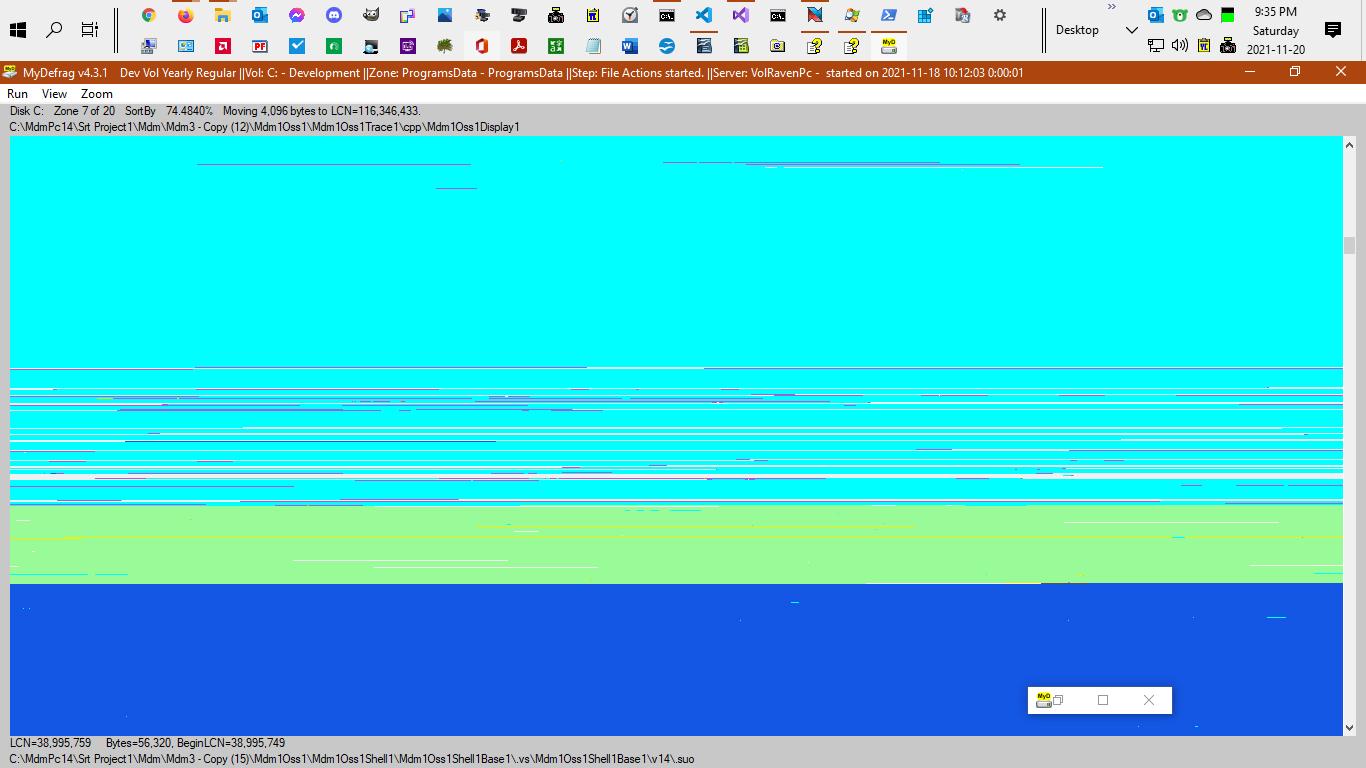 9:35 PM
Desktop
Saturday
2021-11-20
MyDefrag v4.3.1    Dev Vol Yearly Regular ||Vol: C: - Development ||Zone: ProgramsData - ProgramsData ||Step: File Actions started. ||Server: VolRavenPc -  started on 2021-11-18 10:12:03 0:00:01
Run View Zoom
Disk C:   Zone 7 of 20   SortBy   74.4840%   Moving 4,096 bytes to LCN=116,346,433.
C:\MdmPc14\Srt Project1\Mdm\Mdm3 - Copy (12)\Mdm1Oss1\Mdm1Oss1Trace1\cpp\Mdm1Oss1Display1
MyD
LCN=38,995,759     Bytes=56,320, BeginLCN=38,995,749
C:\MdmPc14\Srt Project1\Mdm\Mdm3 - Copy (15)\Mdm1Oss1\Mdm1Oss1Shell1\Mdm1Oss1Shell1Base1\.vs\Mdm1Oss1Shell1Base1\v14\.suo